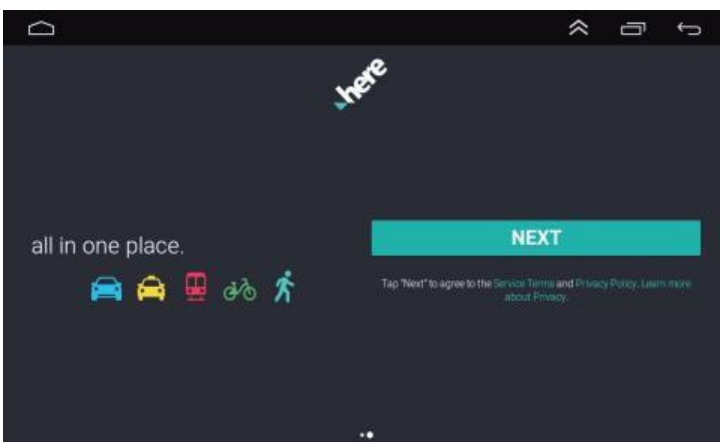 here
all in one place.
NEXT
Tap "Next" to agree to the Service Terms and Privacy Policy. Learn more
about Privacy.